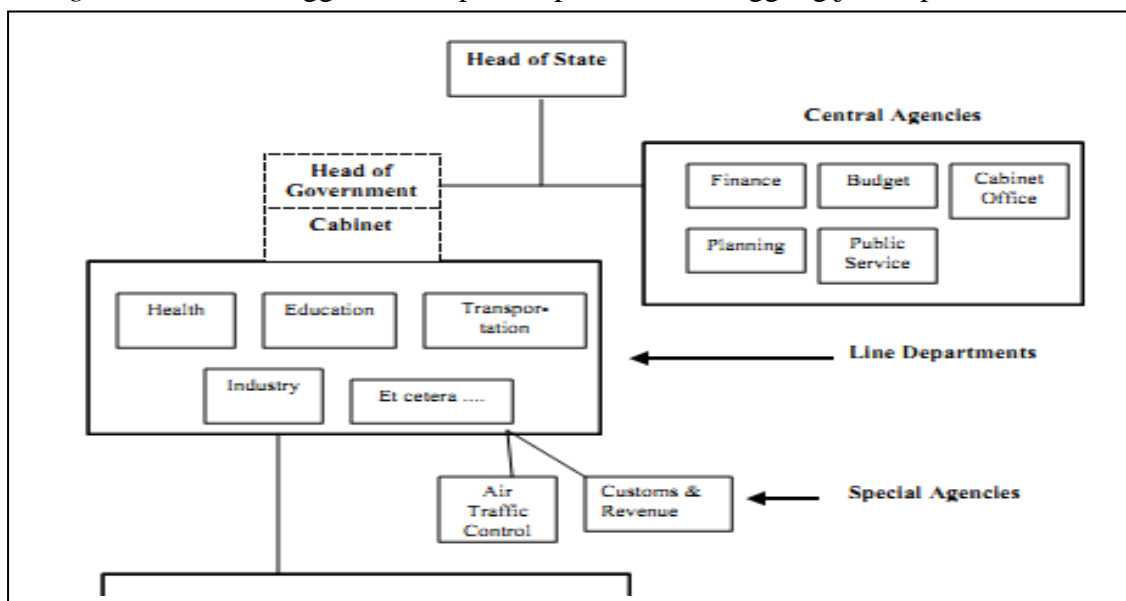 Head of State
Central Agencies
Head of
Government
Cabinet
Finance
Budget
Cabinet
Office
Planning
Public
Service
Health
Education
Transpor-
tation
Line Departments
Industry
Et cetera ....
Air
Traffic
Control
Customs &
Revenue
Special Agencies